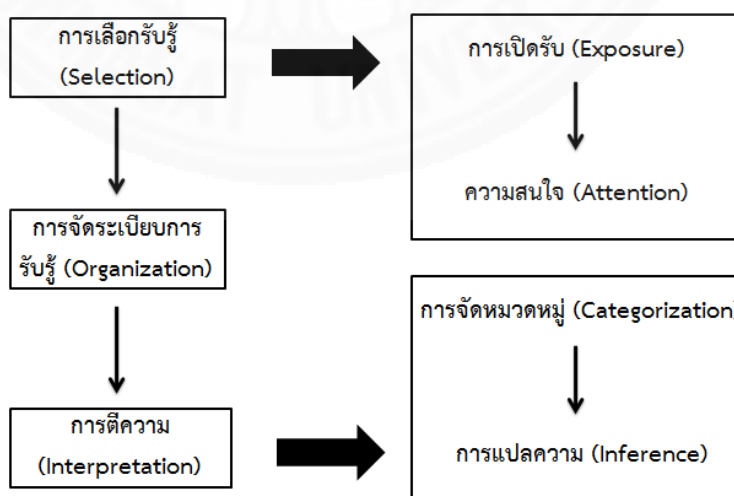 การเลือกรับรู้
(Selection)
การเปิดรับ (Exposure)
ความสนใจ (Attention)
การจัดระเบียบการ
รับรู้ (Organization)
การจัดหมวดหมู่ (Categorization)
การตีความ
(Interpretation)
การแปลความ (Inference)